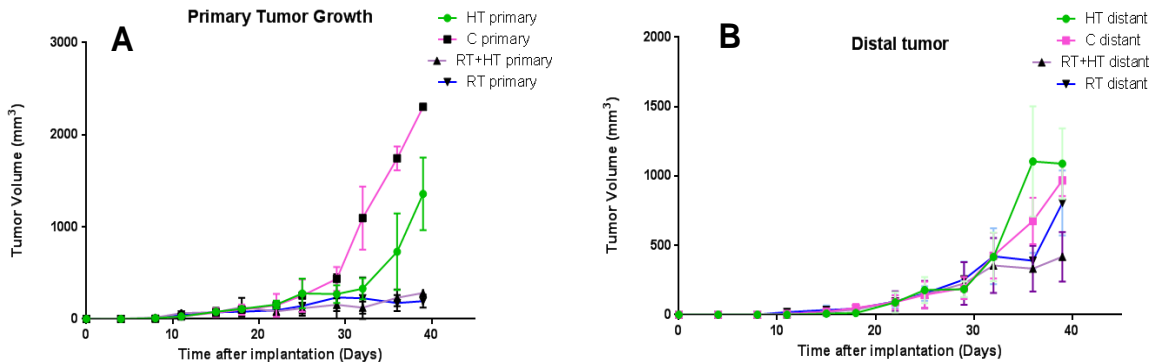 Primary Tumor Growth
A
HT primary
C primary
RT+HT primary
RT primary
Tumor Volume (mm³)
3000
2000
1000
0
0 10 20 30 40
Time after implantation (Days)
B
Distal tumor
HT distant
C distant
RT+HT distant
RT distant
Tumor Volume (mm³)
2000
1500
1000
500
0
0 10 20 30 40
Time after implantation (Days)